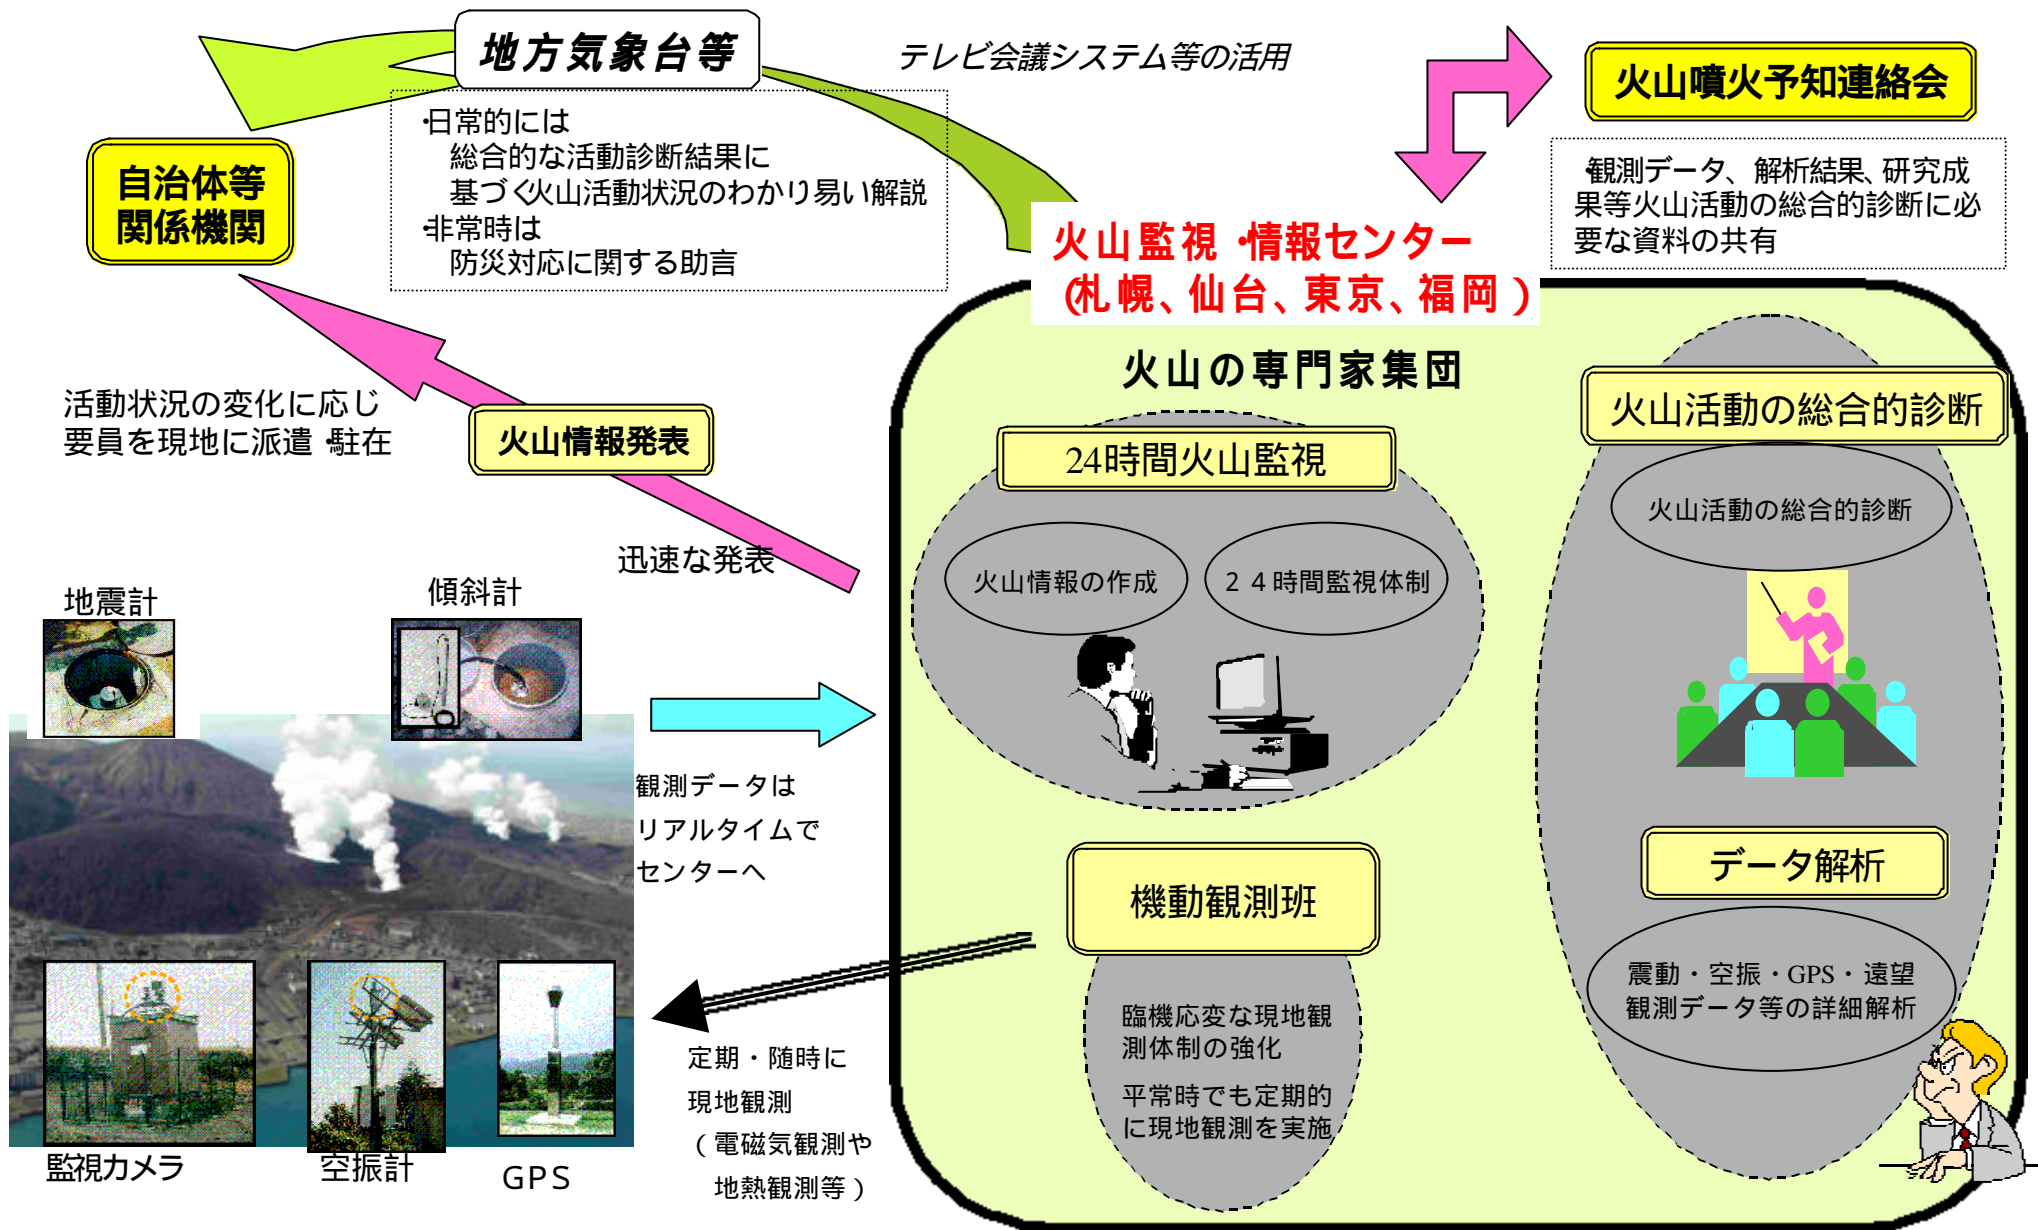 地方気象台等
テレビ会議システム等の活用
火山噴火予知連絡会
・日常的には
総合的な活動診断結果に
基づく火山活動状況のわかり易い解説
・非常時は
防災対応に関する助言
自治体等
関係機関
・観測データ、解析結果、研究成
果等火山活動の総合的診断に必
要な資料の共有
火山監視・情報センター
(札幌、仙台、東京、福岡)
火山の専門家集団
活動状況の変化に応じ
要員を現地に派遣・駐在
火山情報発表
迅速な発表
24時間火山監視
火山情報の作成
24時間監視体制
火山活動の総合的診断
火山活動の総合的診断
地震計
傾斜計
観測データは
リアルタイムで
センターへ
機動観測班
臨機応変な現地観
測体制の強化
平常時でも定期的
に現地観測を実施
データ解析
震動・空振・GPS・遠望
観測データ等の詳細解析
定期・随時に
現地観測
(電磁気観測や
地熱観測等)
監視カメラ
空振計
GPS